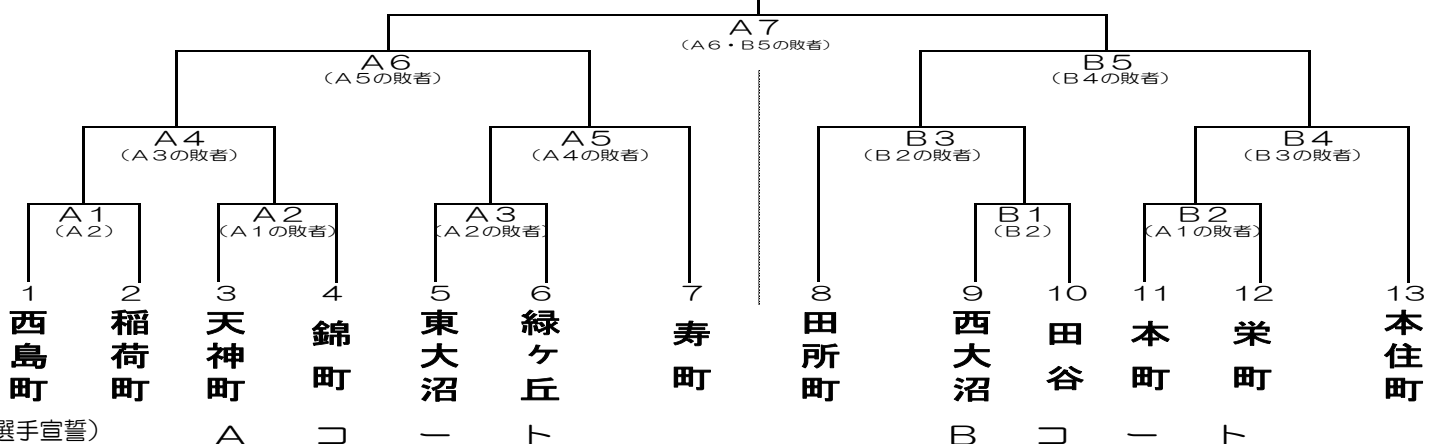 A7
(A6・B5の敗者)
A6
(A5の敗者)
B5
(B4の敗者)
A4
(A3の敗者)
A5
(A4の敗者)
B3
(B2の敗者)
B4
(B3の敗者)
A1
(A2)
A2
(A1の敗者)
A3
(A2の敗者)
B1
(B2)
B2
(A1の敗者)
1 2 3 4 5 6 7 8 9 10 11 12 13
西島町
稲荷町
天神町
錦町
東大沼
緑ヶ丘
寿町
田所町
西大沼
田谷
本町
栄町
本住町
選手宣誓)
Aコート
Bコート